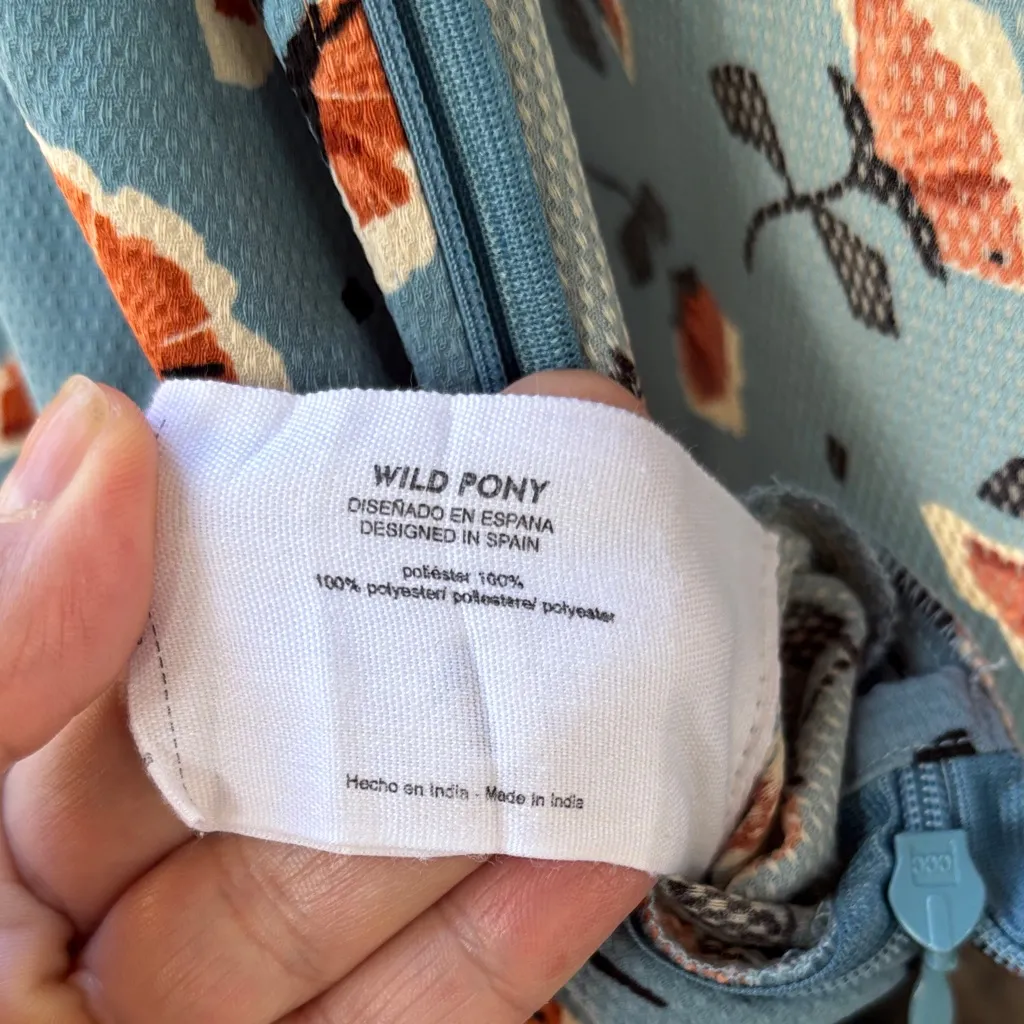 WILD PONY
DISEÑADO EN ESPANA
DESIGNED IN SPAIN
poliéster 100%
100% polyester/ poliestere/ polyester
Hecho en India - Made in India